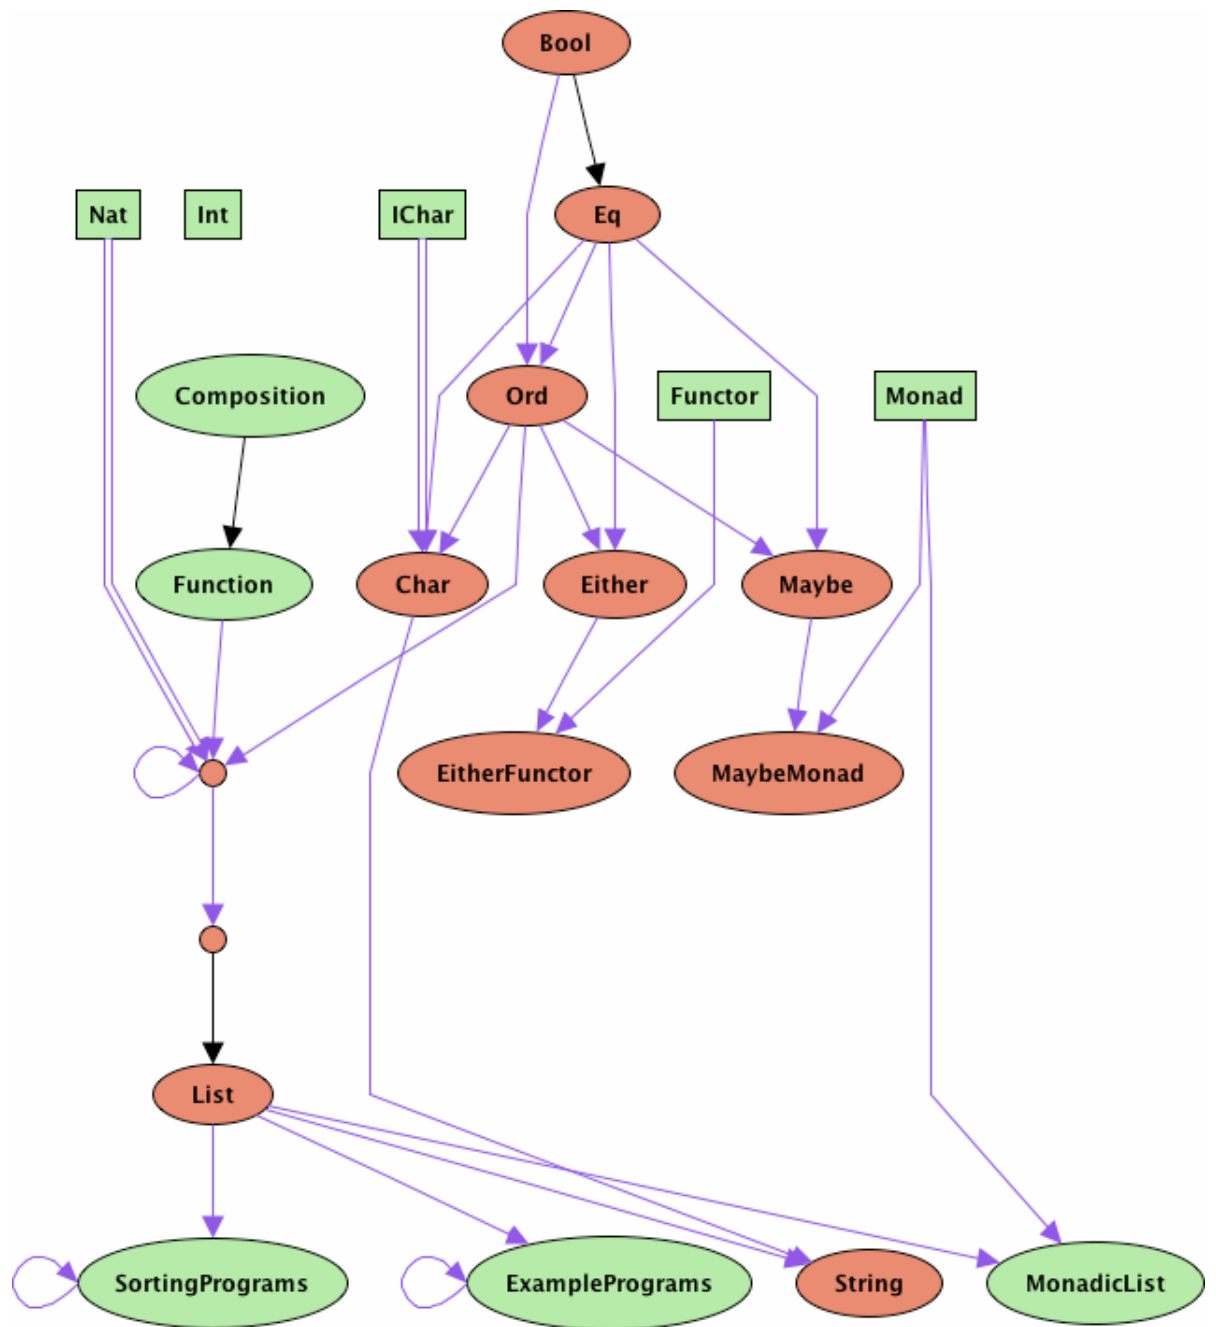 Bool
Nat
Int
IChar
Eq
Composition
Ord
Functor
Monad
Function
Char
Either
Maybe
EitherFunctor
MaybeMonad
List
SortingPrograms
ExamplePrograms
String
MonadicList